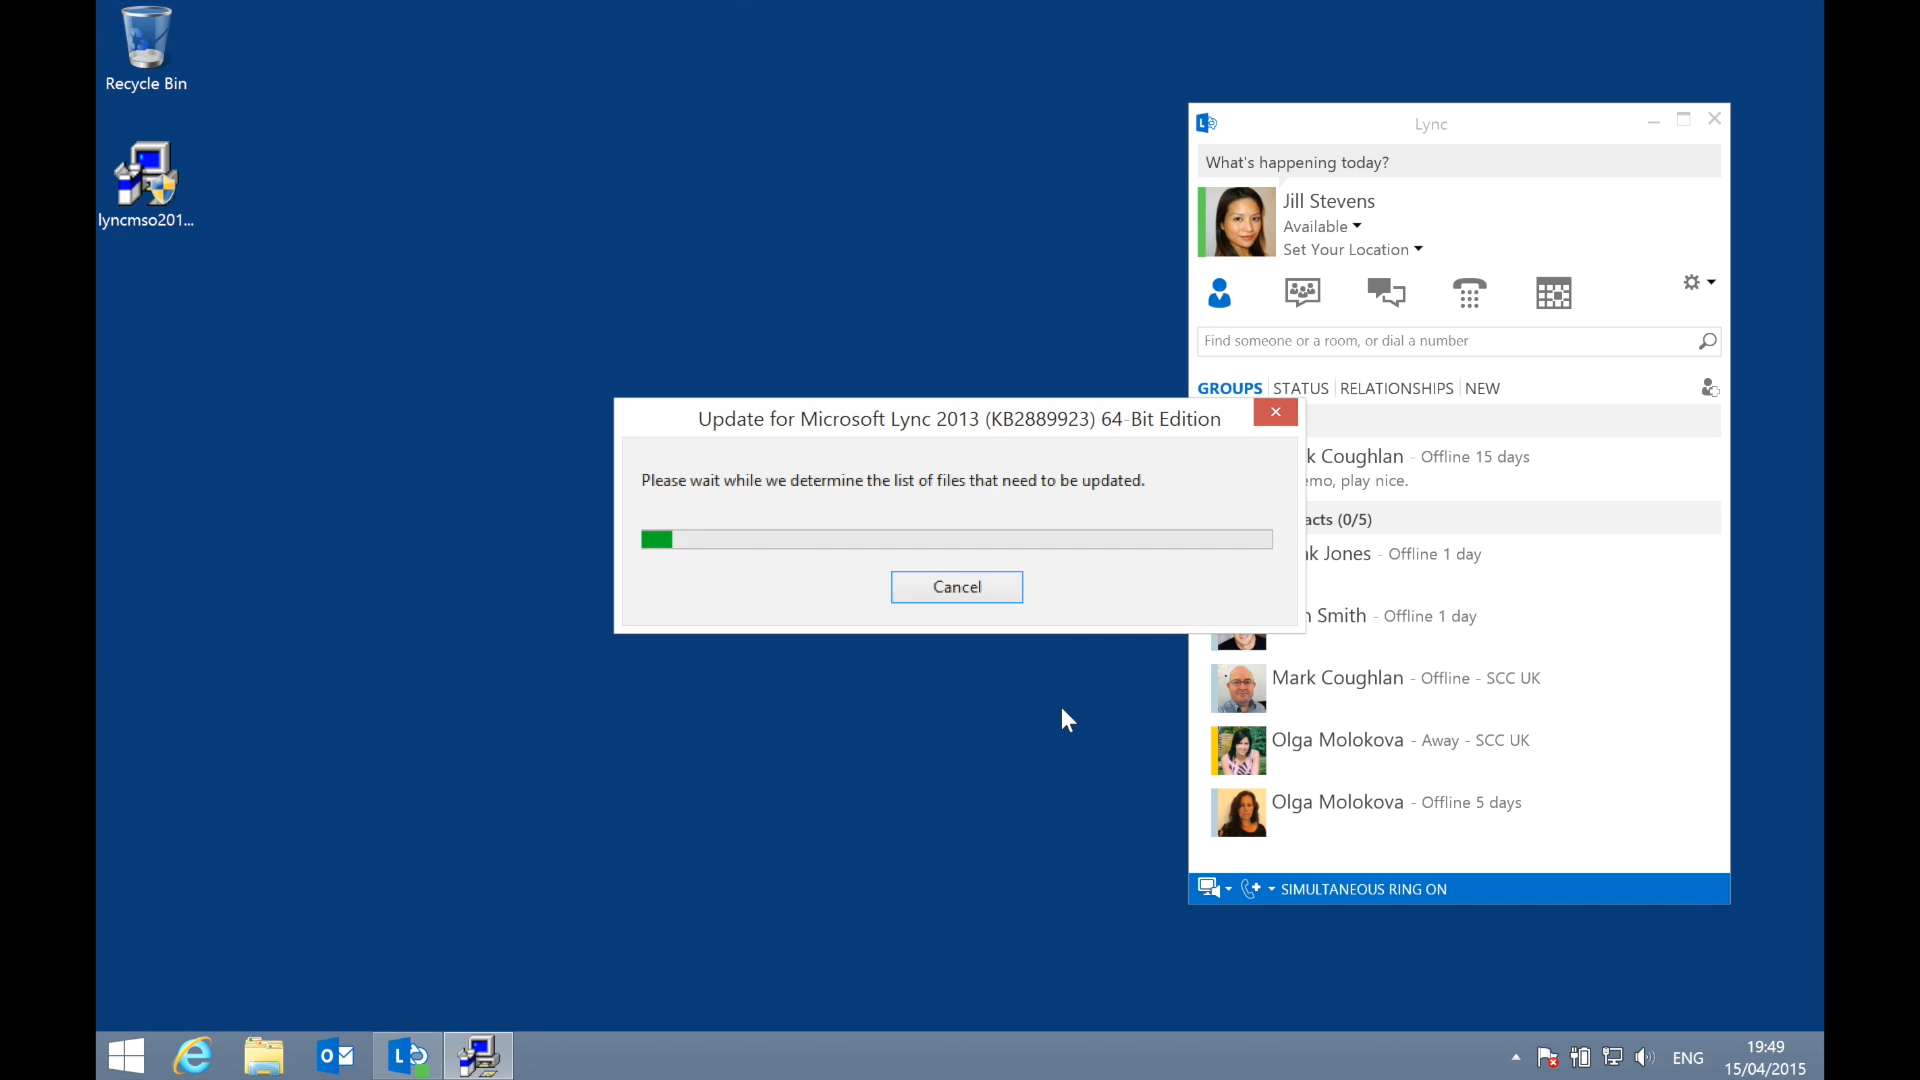 Recycle Bin
lyncmso201...
Lync
What's happening today?
Jill Stevens
Available
Set Your Location
Find someone or a room, or dial a number
GROUPS STATUS RELATIONSHIPS NEW
Update for Microsoft Lync 2013 (KB2889923) 64-Bit Edition
Please wait while we determine the list of files that need to be updated.
Cancel
k Coughlan - Offline 15 days
emo, play nice.
acts (0/5)
k Jones - Offline 1 day
Smith - Offline 1 day
Mark Coughlan - Offline - SCC UK
Olga Molokova - Away - SCC UK
Olga Molokova - Offline 5 days
SIMULTANEOUS RING ON
ENG
19:49
15/04/2015